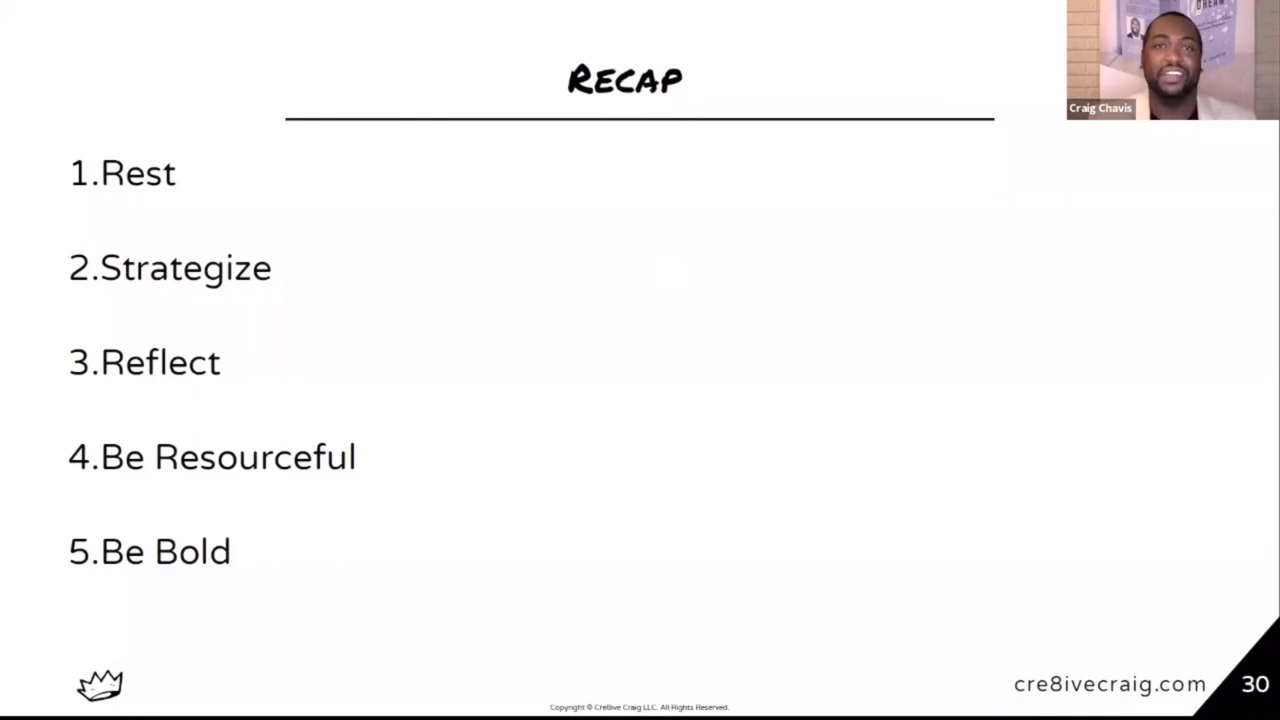 DREAM
Craig Chavis
RECAP
1.Rest
2.Strategize
3.Reflect
4.Be Resourceful
5.Be Bold
cre8ivecraig.com
30
Copyright © Cre8ive Craig LLC. All Rights Reserved.